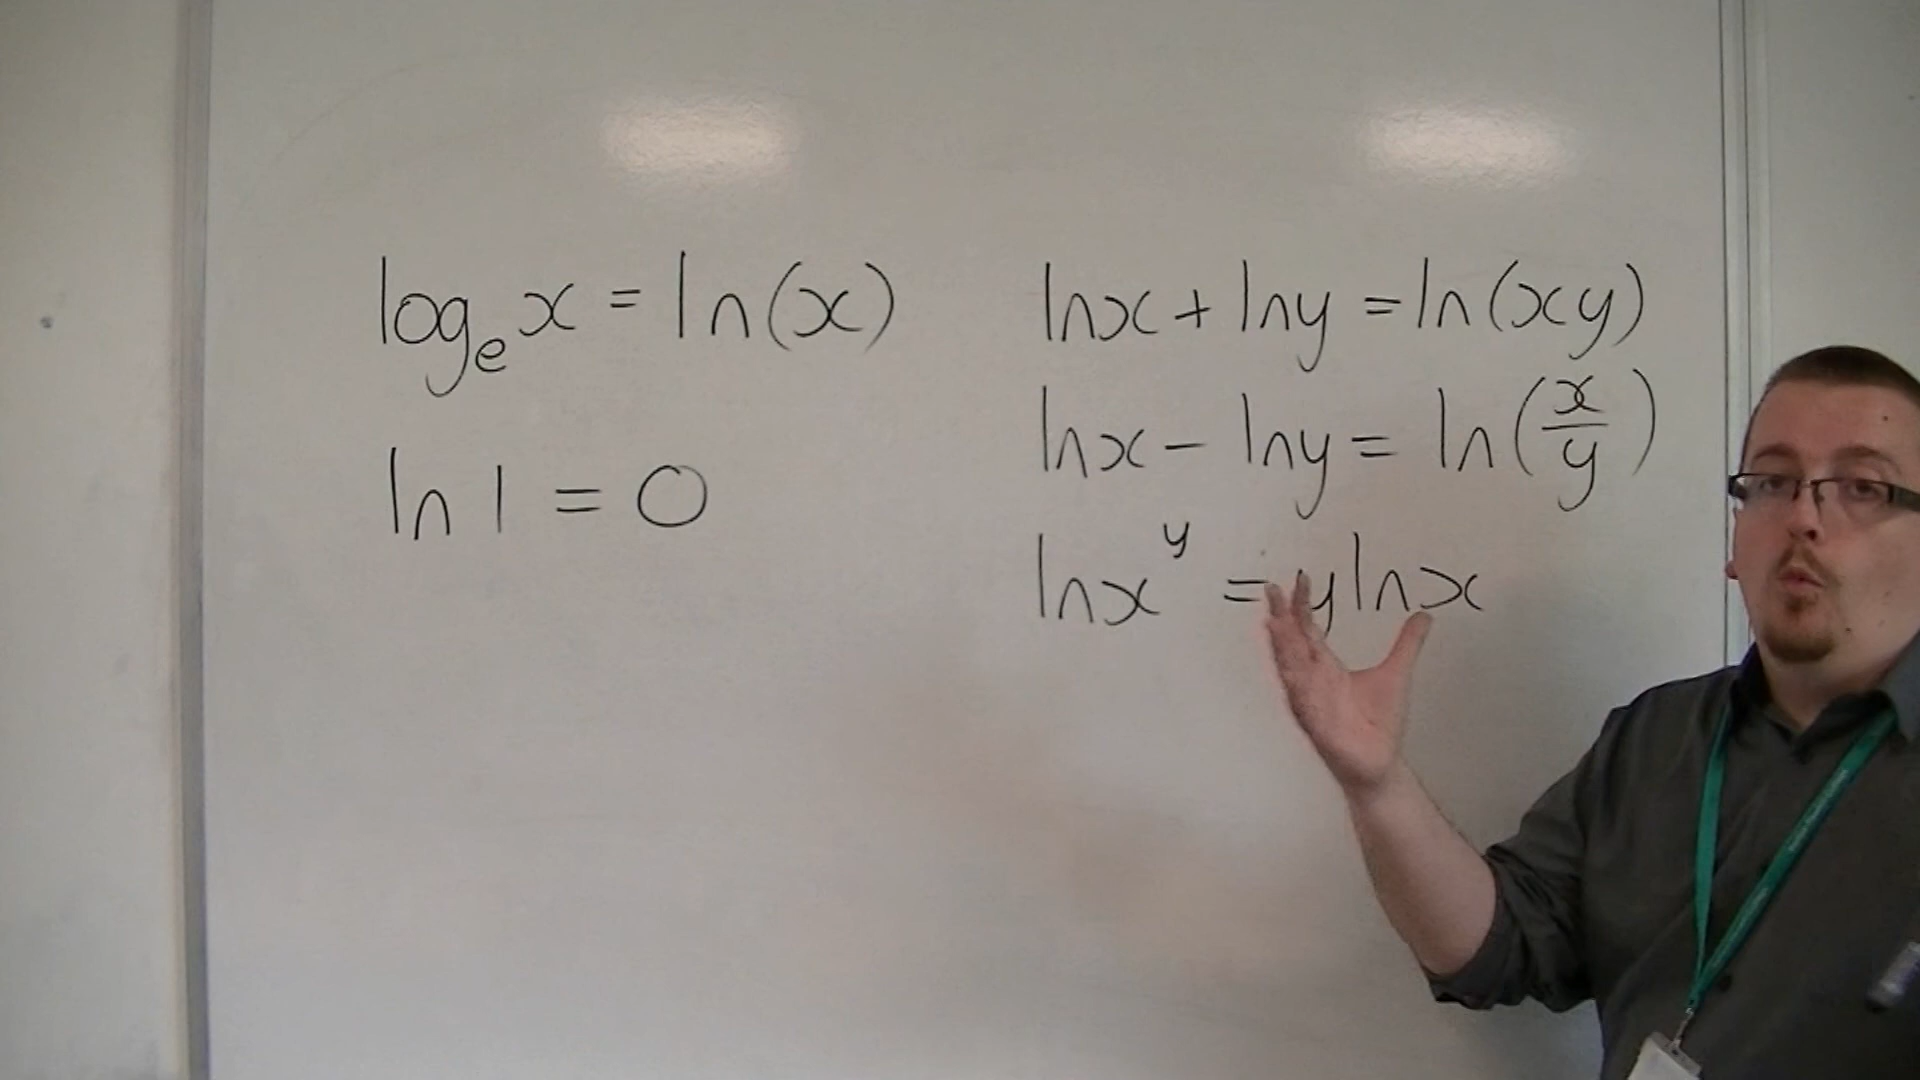 logₑx = ln(x)
ln 1 = 0
lnx + lny = ln(xy)
lnx − lny = ln(x/y)
lnxʸ = ylnx